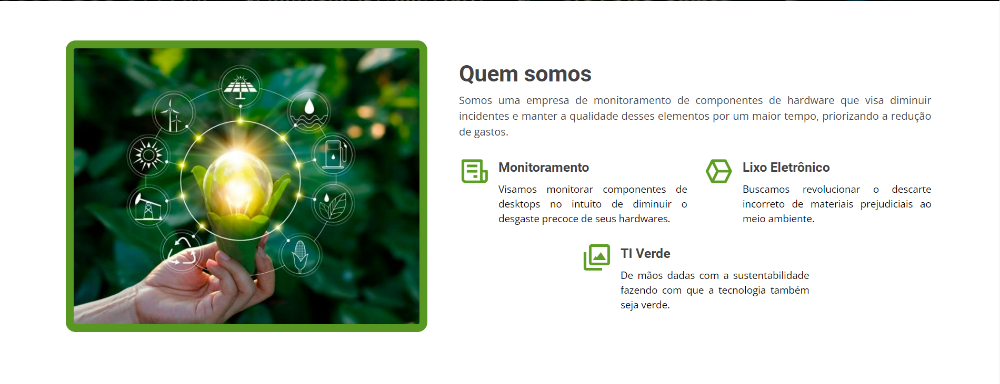 Quem somos
Somos uma empresa de monitoramento de componentes de hardware que visa diminuir
incidentes e manter a qualidade desses elementos por um maior tempo, priorizando a redução
de gastos.
Monitoramento
Visamos monitorar componentes de
desktops no intuito de diminuir o
desgaste precoce de seus hardwares.
Lixo Eletrônico
Buscamos revolucionar o descarte
incorreto de materiais prejudiciais ao
meio ambiente.
TI Verde
De mãos dadas com a sustentabilidade
fazendo com que a tecnologia também
seja verde.